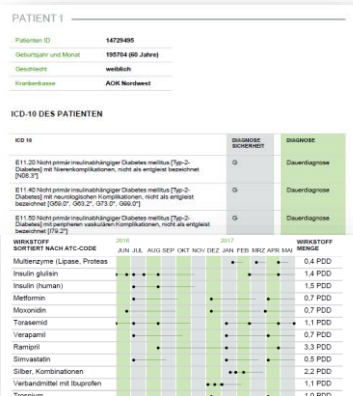 PATIENT 1
Patienten ID 14729495
Geburtsjahr und Monat 195704 (60 Jahre)
Geschlecht weiblich
Krankenkasse AOK Nordwest
ICD-10 DES PATIENTEN
ICD 10 DIAGNOSE SICHERHEIT DIAGNOSE
E11.20 Nicht primär insulinabhängiger Diabetes mellitus [Typ-2-
Diabetes] mit Nierenkomplikationen, nicht als entgleist bezeichnet
[N08.3*]
G Dauerdiagnose
E11.40 Nicht primär insulinabhängiger Diabetes mellitus [Typ-2-
Diabetes] mit neurologischen Komplikationen, nicht als entgleist
bezeichnet [G59.0*, G63.2*, G73.0*, G99.0*]
G Dauerdiagnose
E11.50 Nicht primär insulinabhängiger Diabetes mellitus [Typ-2-
Diabetes] mit peripheren vaskulären Komplikationen, nicht als entgleist
bezeichnet [I79.2*]
G Dauerdiagnose
WIRKSTOFF 2016 2017 WIRKSTOFF
SORTIERT NACH ATC-CODE JUN JUL AUG SEP OKT NOV DEZ JAN FEB MRZ APR MAI MENGE
Multienzyme (Lipase, Proteas 0,4 PDD
Insulin glulisin 1,4 PDD
Insulin (human) 1,5 PDD
Metformin 0,7 PDD
Moxonidin 0,7 PDD
Torasemid 1,1 PDD
Verapamil 0,7 PDD
Ramipril 3,3 PDD
Simvastatin 0,5 PDD
Silber, Kombinationen 2,2 PDD
Verbandmittel mit Ibuprofen 1,1 PDD
Trospium 1,0 PDD